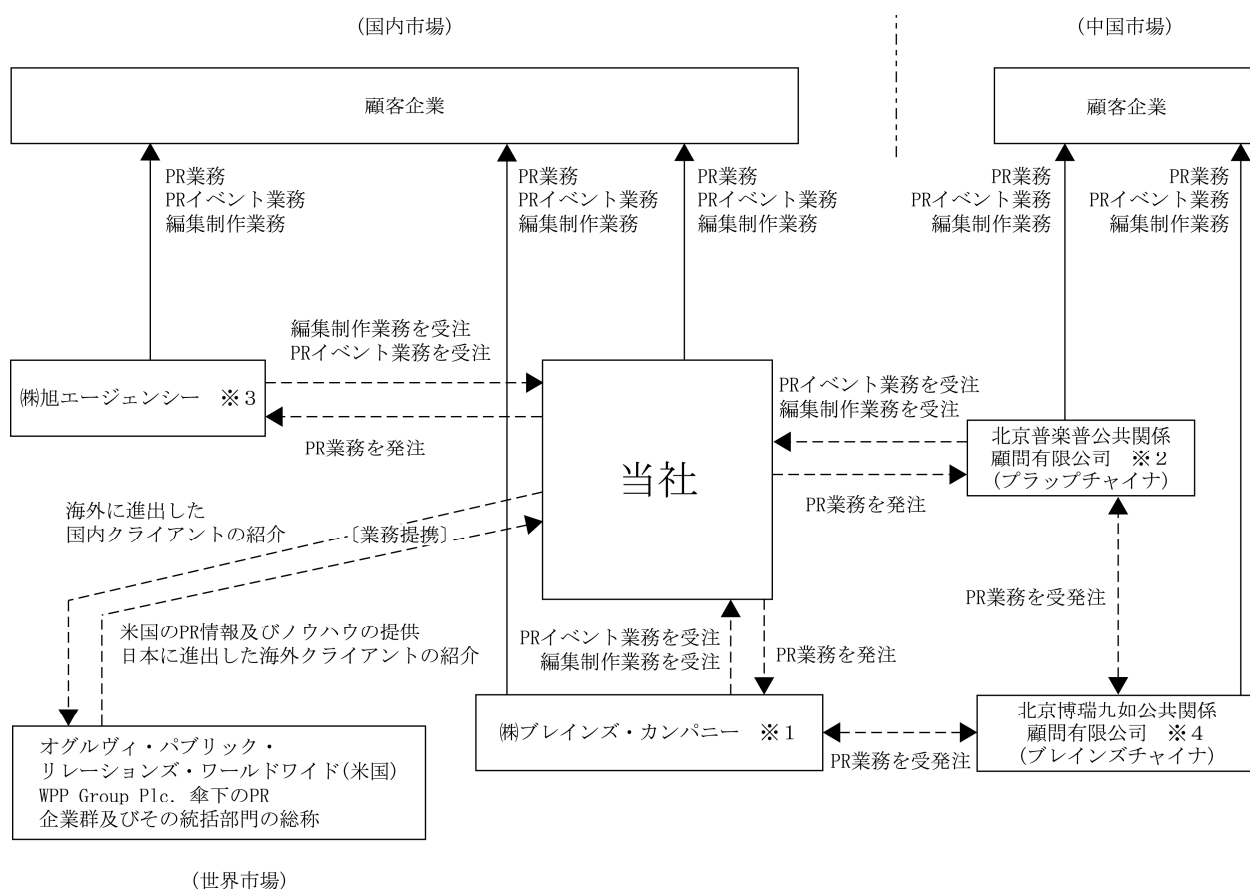 (国内市場)
(中国市場)
顧客企業
顧客企業
PR業務
PRイベント業務
編集制作業務
PR業務
PRイベント業務
編集制作業務
PR業務
PRイベント業務
編集制作業務
PR業務
PRイベント業務
編集制作業務
PR業務
PRイベント業務
編集制作業務
編集制作業務を受注
PRイベント業務を受注
㈱旭エージェンシー ※3
PR業務を発注
当社
PRイベント業務を受注
編集制作業務を受注
PR業務を発注
北京普楽普公共関係
顧問有限公司 ※2
(プラップチャイナ)
海外に進出した
国内クライアントの紹介
〔業務提携〕
米国のPR情報及びノウハウの提供
日本に進出した海外クライアントの紹介
PRイベント業務を受注
編集制作業務を受注
PR業務を発注
PR業務を受発注
㈱ブレインズ・カンパニー ※1
PR業務を受発注
北京博瑞九如公共関係
顧問有限公司 ※4
(ブレインズチャイナ)
オグルヴィ・パブリック・
リレーションズ・ワールドワイド(米国)
WPP Group Plc. 傘下のPR
企業群及びその統括部門の総称
(世界市場)